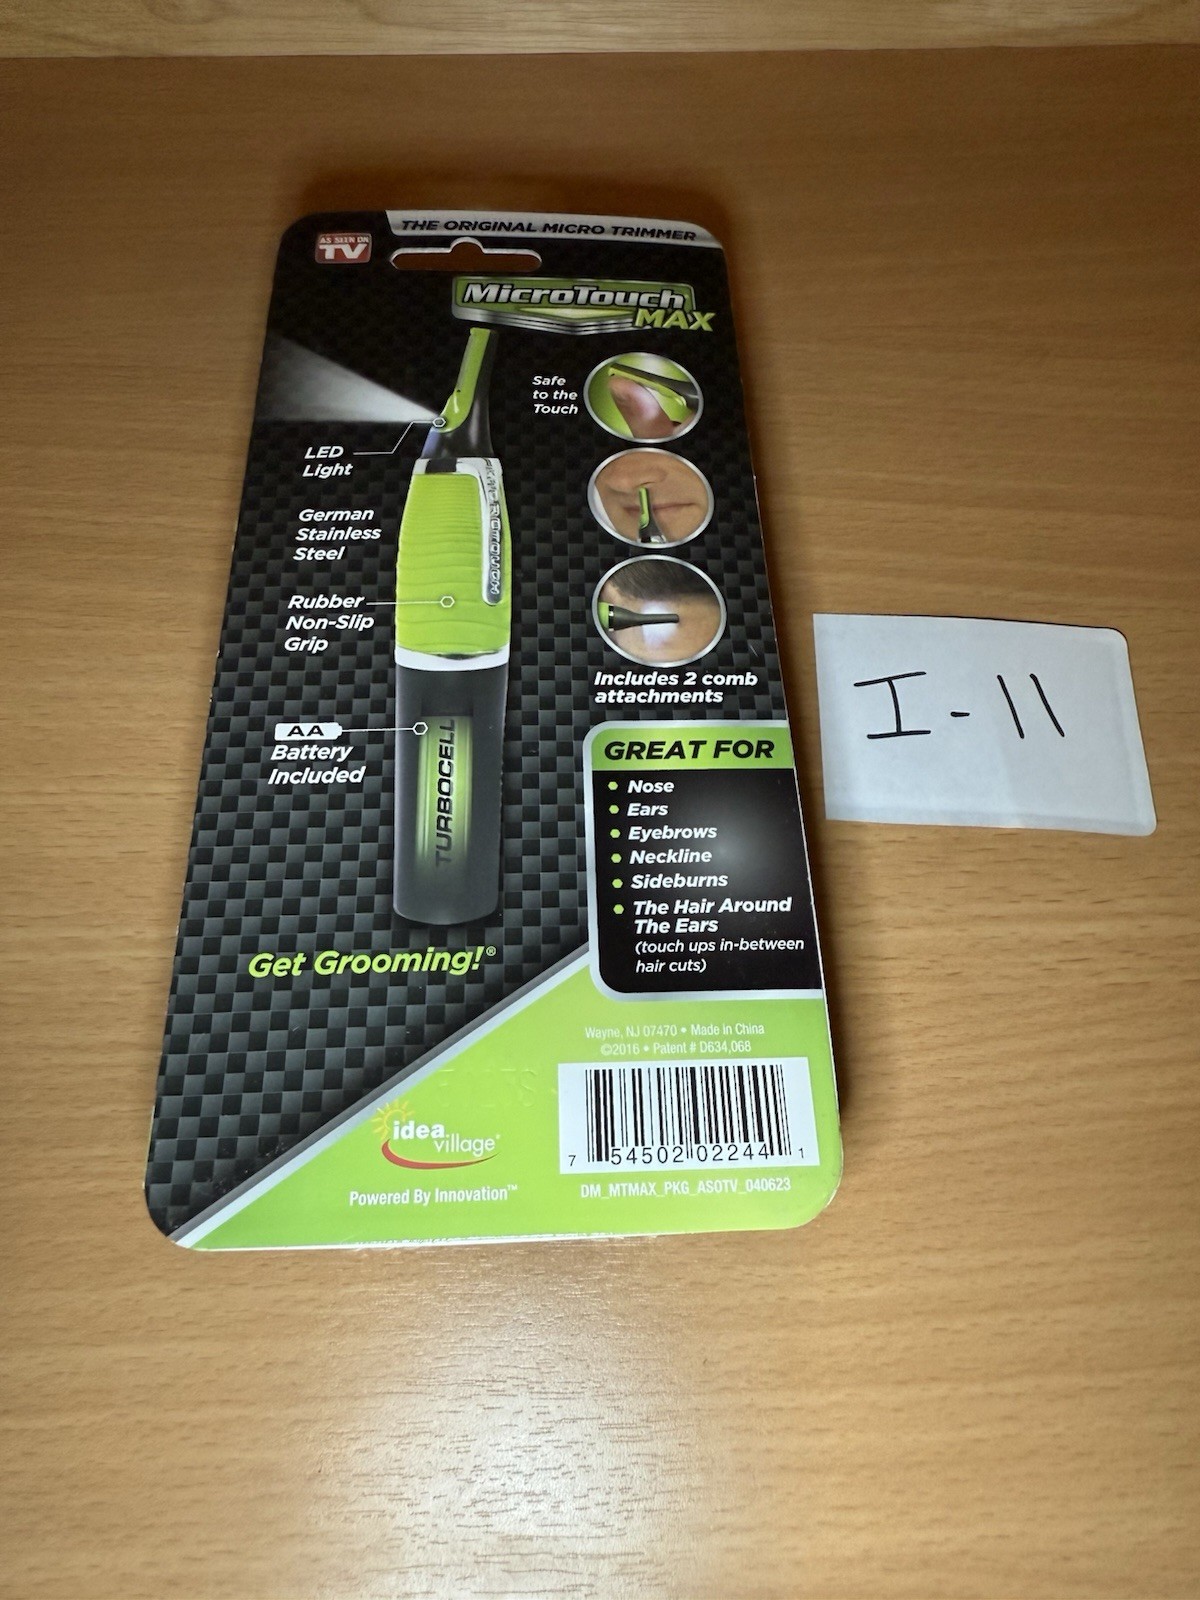 THE ORIGINAL MICRO TRIMMER
AS SEEN ON
TV
MicroTouch
MAX
Safe
to the
Touch
LED
Light
German
Stainless
Steel
Rubber
Non-Slip
Grip
Includes 2 comb
attachments
AA
Battery
Included
TURBOCELL
GREAT FOR
Nose
Ears
Eyebrows
Neckline
Sideburns
The Hair Around
The Ears
(touch ups in-between
hair cuts)
Get Grooming!®
Wayne, NJ 07470 • Made in China
©2016 • Patent # D634,068
idea
village®
Powered By Innovation™
7 54502 02244 1
DM_MTMAX_PKG_ASOTV_040623
I-11